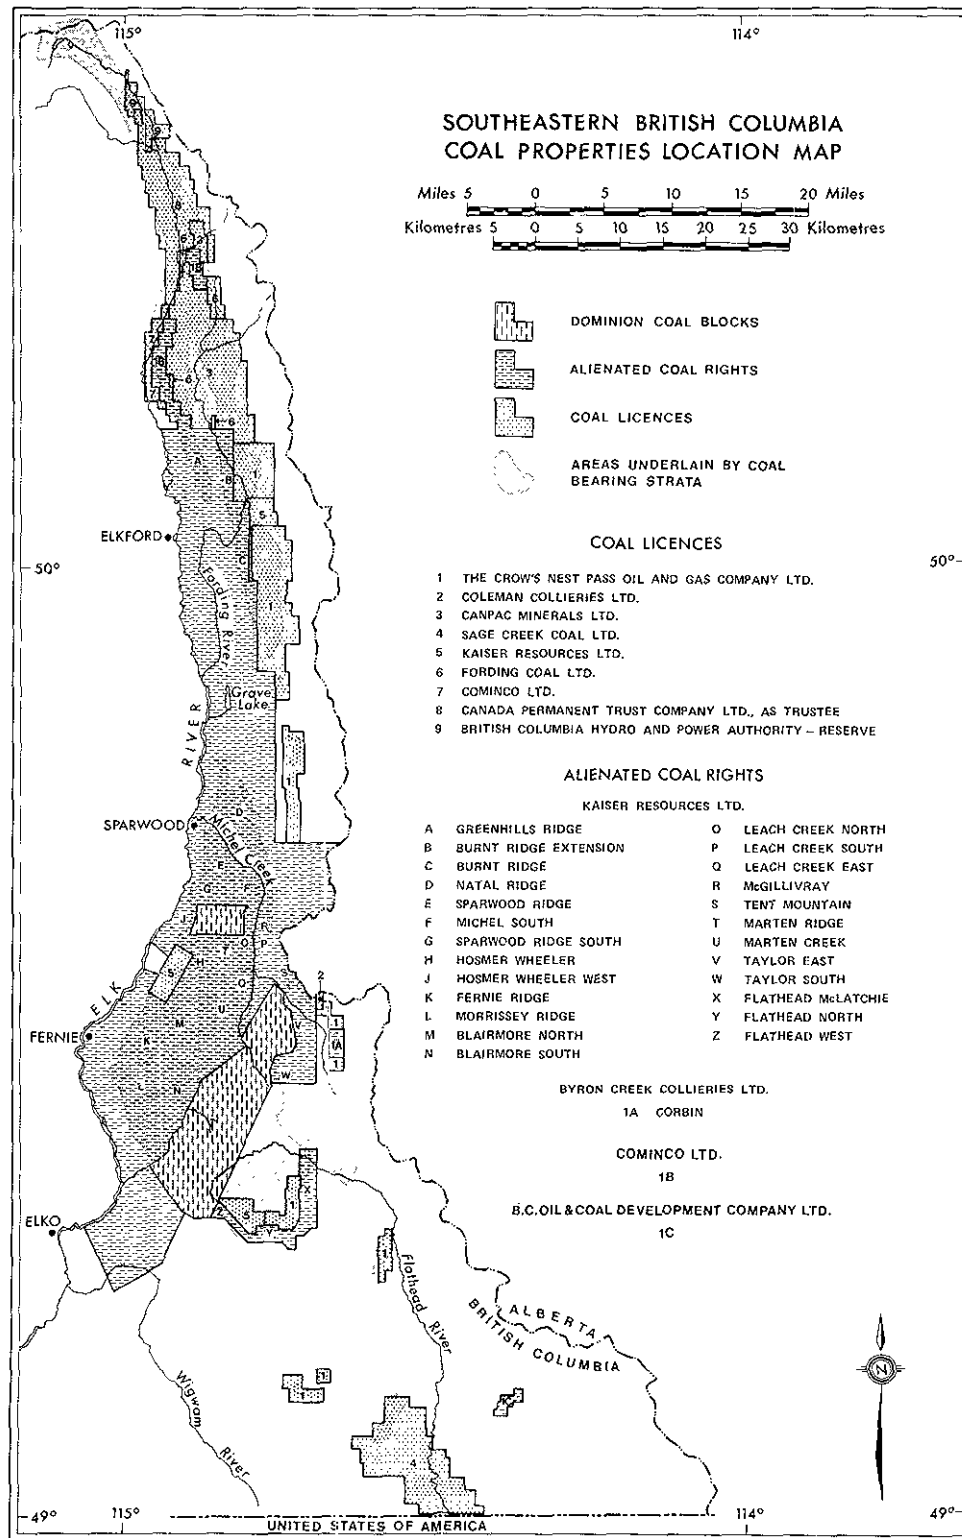 115° 114°
SOUTHEASTERN BRITISH COLUMBIA
COAL PROPERTIES LOCATION MAP
Miles 5 0 5 10 15 20 Miles
Kilometres 5 0 5 10 15 20 25 30 Kilometres
DOMINION COAL BLOCKS
ALIENATED COAL RIGHTS
COAL LICENCES
AREAS UNDERLAIN BY COAL
BEARING STRATA
ELKFORD
50° 50°
Fording River
COAL LICENCES
1 THE CROW'S NEST PASS OIL AND GAS COMPANY LTD.
2 COLEMAN COLLIERIES LTD.
3 CANPAC MINERALS LTD.
4 SAGE CREEK COAL LTD.
5 KAISER RESOURCES LTD.
6 FORDING COAL LTD.
7 COMINCO LTD.
8 CANADA PERMANENT TRUST COMPANY LTD., AS TRUSTEE
9 BRITISH COLUMBIA HYDRO AND POWER AUTHORITY – RESERVE
Grave
Lake
ELK RIVER
SPARWOOD
Michel Creek
ALIENATED COAL RIGHTS
KAISER RESOURCES LTD.
A GREENHILLS RIDGE O LEACH CREEK NORTH
B BURNT RIDGE EXTENSION P LEACH CREEK SOUTH
C BURNT RIDGE Q LEACH CREEK EAST
D NATAL RIDGE R McGILLIVRAY
E SPARWOOD RIDGE S TENT MOUNTAIN
F MICHEL SOUTH T MARTEN RIDGE
G SPARWOOD RIDGE SOUTH U MARTEN CREEK
H HOSMER WHEELER V TAYLOR EAST
J HOSMER WHEELER WEST W TAYLOR SOUTH
K FERNIE RIDGE X FLATHEAD McLATCHIE
L MORRISSEY RIDGE Y FLATHEAD NORTH
M BLAIRMORE NORTH Z FLATHEAD WEST
N BLAIRMORE SOUTH
FERNIE
BYRON CREEK COLLIERIES LTD.
1A CORBIN
COMINCO LTD.
1B
B.C. OIL & COAL DEVELOPMENT COMPANY LTD.
1C
ELKO
Flathead River
ALBERTA
BRITISH COLUMBIA
Wigwam River
N
49° 115° 114° 49°
UNITED STATES OF AMERICA